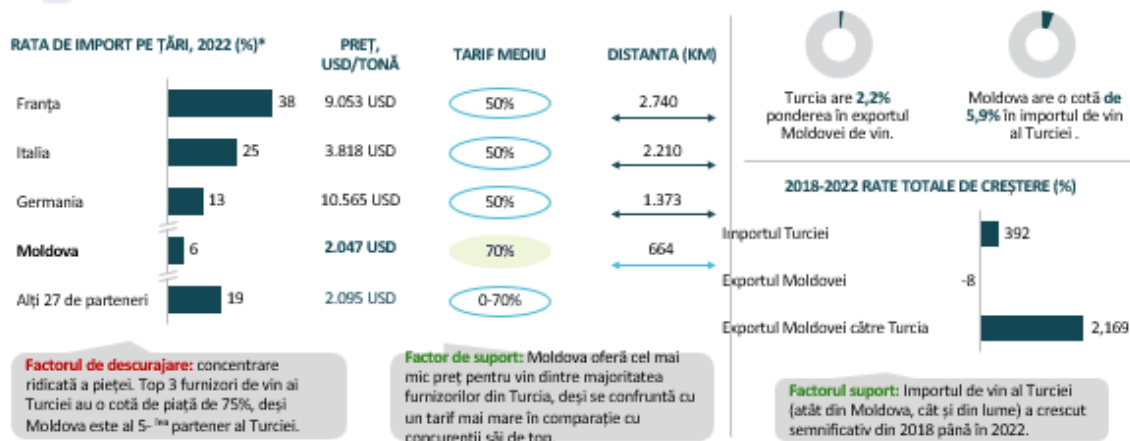 RATA DE IMPORT PE ȚĂRI, 2022 (%)*
PREȚ,
USD/TONĂ
TARIF MEDIU
DISTANTA (KM)
Franța
38
9.053 USD
50%
2.740
Italia
25
3.818 USD
50%
2.210
Germania
13
10.565 USD
50%
1.373
Moldova
6
2.047 USD
70%
664
Alți 27 de parteneri
19
2.095 USD
0-70%
Factorul de descurajare: concentrare
ridicată a pieței. Top 3 furnizori de vin ai
Turciei au o cotă de piață de 75%, deși
Moldova este al 5- lea partener al Turciei.
Factor de suport: Moldova oferă cel mai
mic preț pentru vin dintre majoritatea
furnizorilor din Turcia, deși se confruntă cu
un tarif mai mare în comparație cu
concurenții săi de top.
Turcia are 2,2%
ponderea în exportul
Moldovei de vin.
Moldova are o cotă de
5,9% în importul de vin
al Turciei .
2018-2022 RATE TOTALE DE CREȘTERE (%)
Importul Turciei
392
Exportul Moldovei
-8
Exportul Moldovei către Turcia
2,169
Factorul suport: Importul de vin al Turciei
(atât din Moldova, cât și din lume) a crescut
semnificativ din 2018 până în 2022.